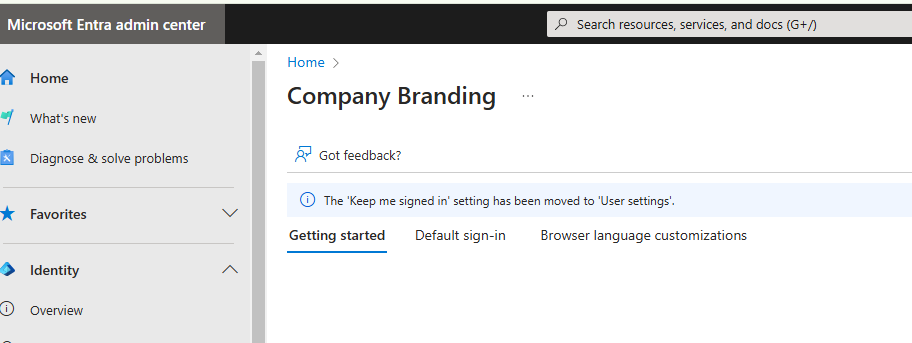 Microsoft Entra admin center
Search resources, services, and docs (G+/)
Home
What's new
Diagnose & solve problems
Favorites
Identity
Overview
Home >
Company Branding ...
Got feedback?
The 'Keep me signed in' setting has been moved to 'User settings'.
Getting started Default sign-in Browser language customizations